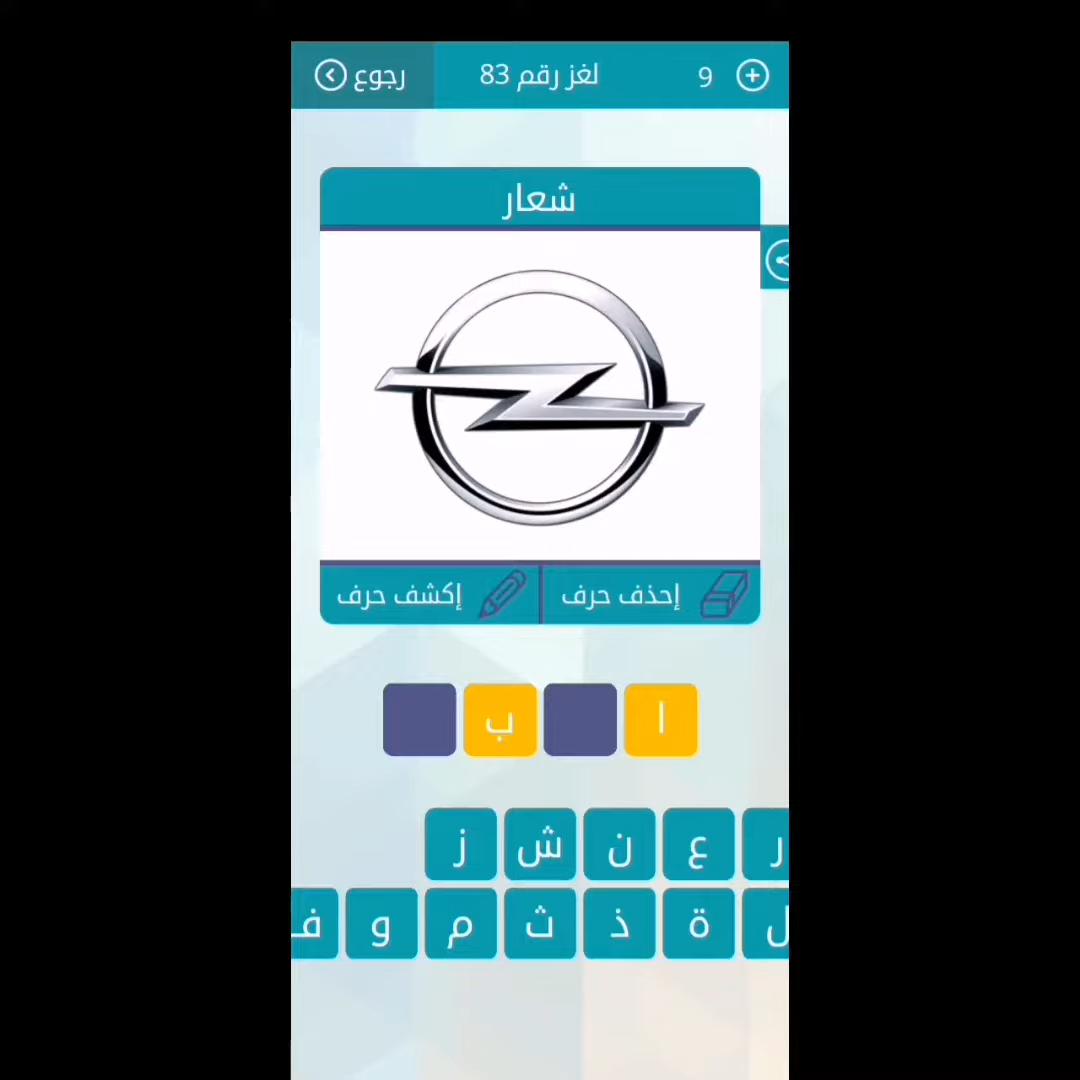 رجوع لغز رقم 83 9
شعار
إحذف حرف إكشف حرف
ا ب
ر ع ن ش ز
ل ة ذ ث م و ف